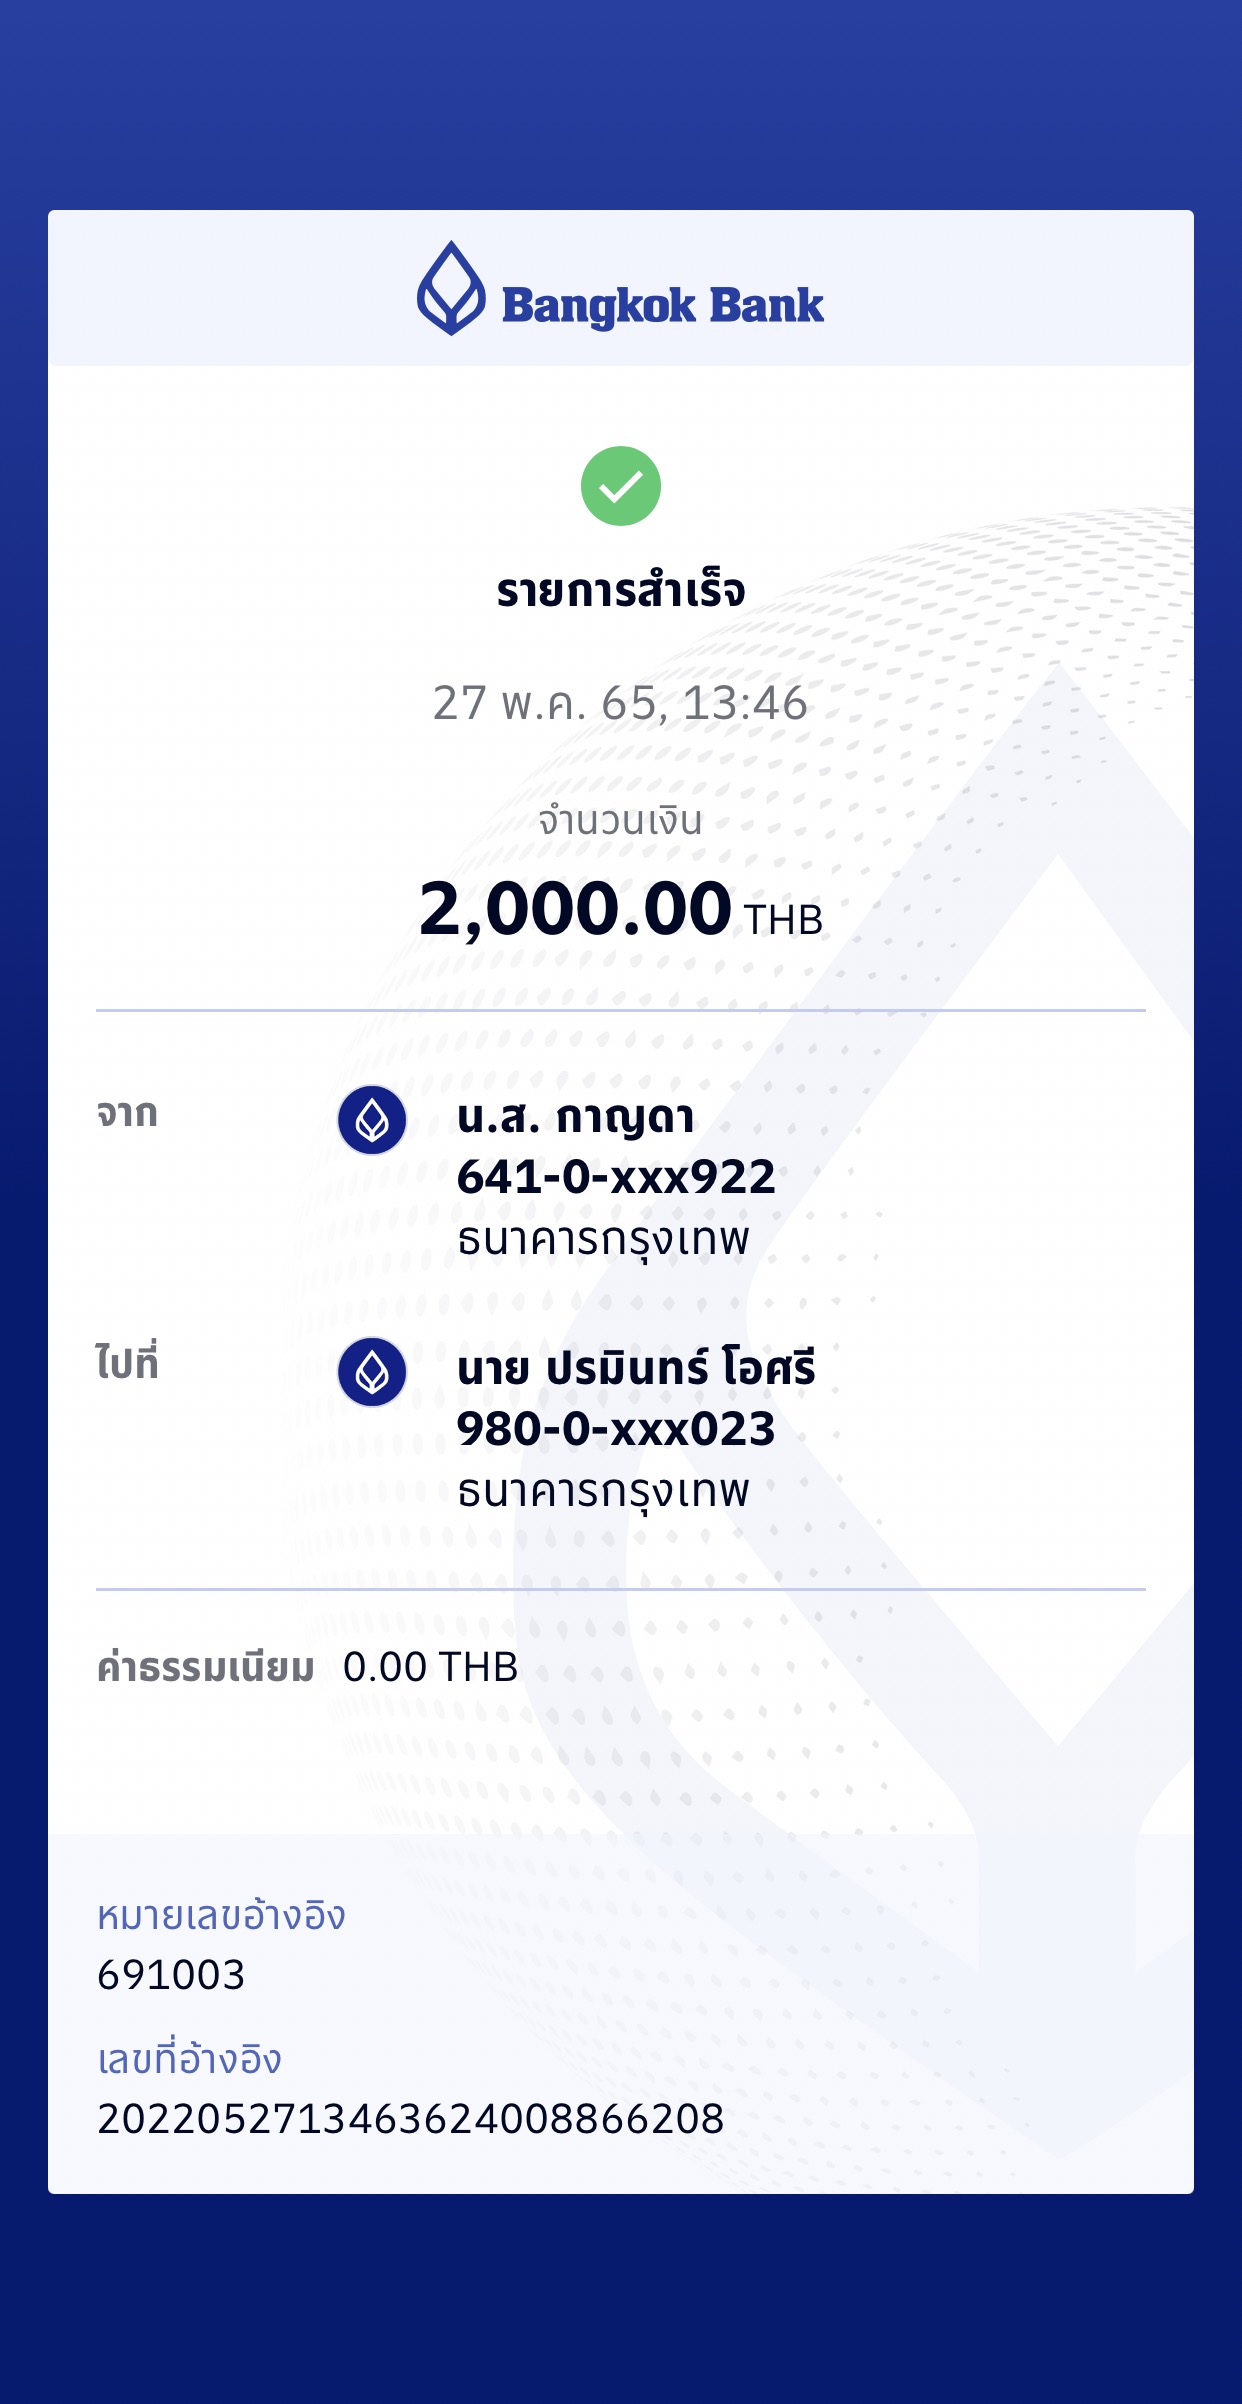 Bangkok Bank
รายการสำเร็จ
27 พ.ค. 65, 13:46
จำนวนเงิน
2,000.00 THB
จาก
น.ส. กาญดา
641-0-xxx922
ธนาคารกรุงเทพ
ไปที่
นาย ปรมินทร์ โอศรี
980-0-xxx023
ธนาคารกรุงเทพ
ค่าธรรมเนียม 0.00 THB
หมายเลขอ้างอิง
691003
เลขที่อ้างอิง
2022052713463624008866208